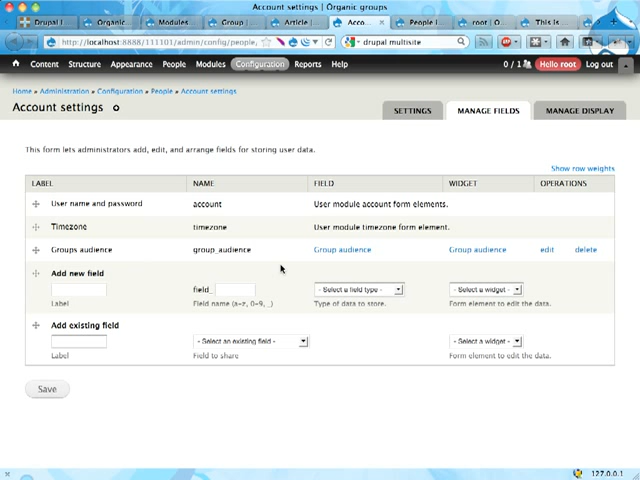 Account settings | Organic groups
Drupal
Organic
Modules
Group |
Article |
Acco...
People |
root | O...
This is
http://localhost:8888/111101/admin/config/people,
drupal multisite
Content Structure Appearance People Modules Configuration Reports Help 0 / 1 Hello root Log out
Home » Administration » Configuration » People » Account settings
Account settings
SETTINGS MANAGE FIELDS MANAGE DISPLAY
This form lets administrators add, edit, and arrange fields for storing user data.
Show row weights
LABEL NAME FIELD WIDGET OPERATIONS
User name and password account User module account form elements.
Timezone timezone User module timezone form element.
Groups audience group_audience Group audience Group audience edit delete
Add new field
field_ - Select a field type - - Select a widget -
Label Field name (a-z, 0-9, _) Type of data to store. Form element to edit the data.
Add existing field
- Select an existing field - - Select a widget -
Label Field to share Form element to edit the data.
Save
127.0.0.1